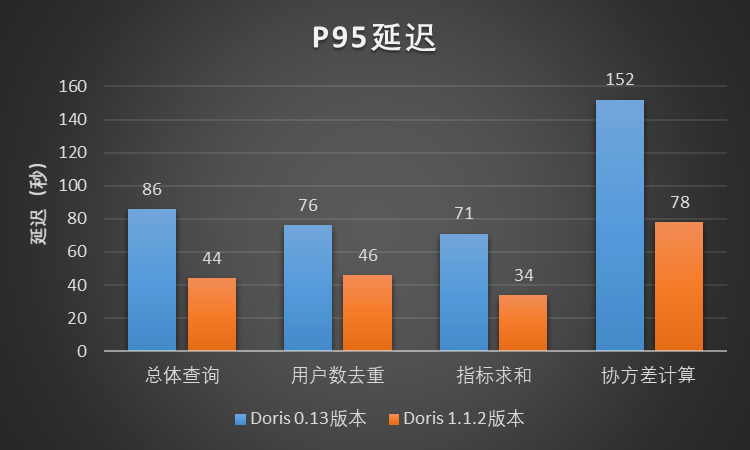 P95延迟
延迟（秒）
160
140
120
100
80
60
40
20
0
86
44
76
46
71
34
152
78
总体查询
用户数去重
指标求和
协方差计算
Doris 0.13版本
Doris 1.1.2版本